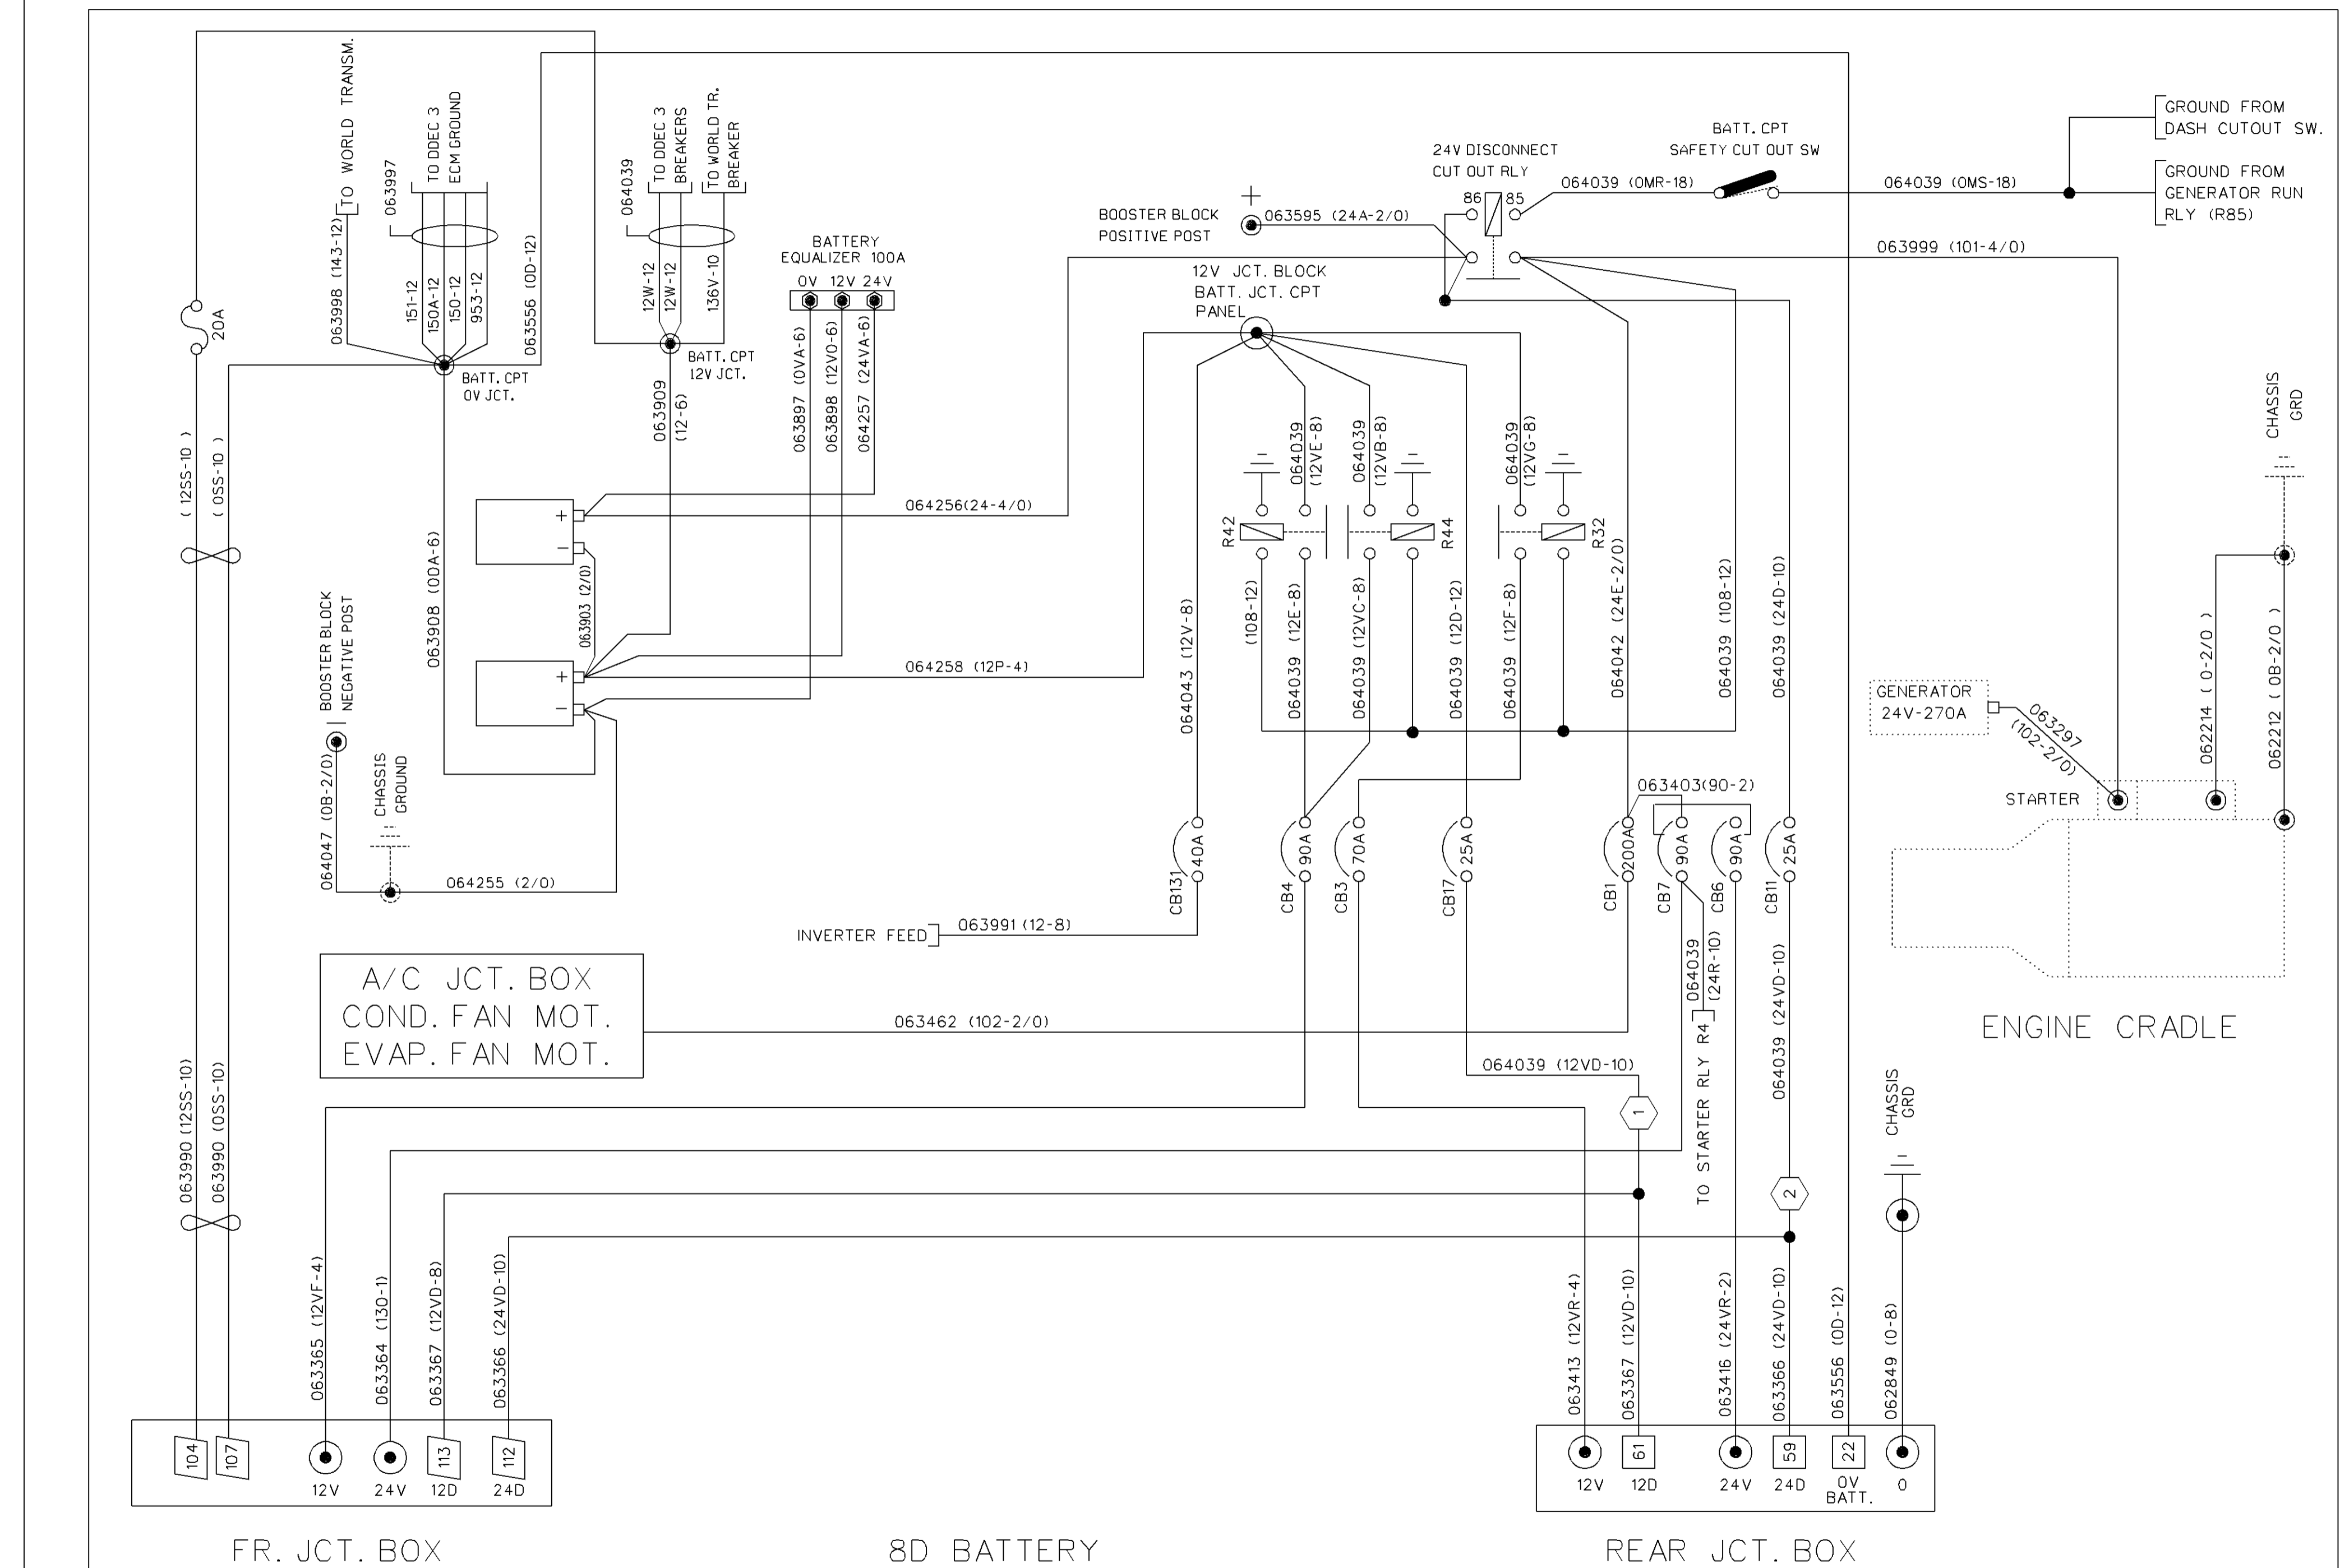 TO WORLD TRANSM.
063998 (143-12)
063997
TO DDEC 3
ECM GROUND
151-12
150A-12
150-12
953-12
063556 (0D-12)
20A
BATT. CPT
0V JCT.
064039
TO DDEC 3
BREAKERS
TO WORLD TR.
BREAKER
12W-12
12W-12
136V-10
BATT. CPT
12V JCT.
063909
(12-6)
BATTERY
EQUALIZER 100A
0V 12V 24V
063897 (0VA-6)
063898 (12VO-6)
064257 (24VA-6)
+
BOOSTER BLOCK
POSITIVE POST
063595 (24A-2/0)
12V JCT. BLOCK
BATT. JCT. CPT
PANEL
24V DISCONNECT
CUT OUT RLY
86
85
064039 (0MR-18)
BATT. CPT
SAFETY CUT OUT SW
064039 (0MS-18)
GROUND FROM
DASH CUTOUT SW.
GROUND FROM
GENERATOR RUN
RLY (R85)
063999 (101-4/0)
CHASSIS
GRD
(12SS-10)
(0SS-10)
063908 (0DA-6)
+
−
064256(24-4/0)
063903 (2/0)
+
−
064258 (12P-4)
BOOSTER BLOCK
NEGATIVE POST
064047 (0B-2/0)
CHASSIS
GROUND
064255 (2/0)
064039
(12VE-8)
064039
(12VB-8)
064039
(12VG-8)
R42
R44
R32
064043 (12V-8)
(108-12)
064039 (12E-8)
064039 (12VC-8)
064039 (12D-12)
064039 (12F-8)
064042 (24E-2/0)
064039 (108-12)
064039 (24D-10)
063403(90-2)
CB131
40A
CB4
90A
CB3
70A
CB17
25A
CB1
200A
CB7
90A
CB6
90A
CB11
25A
GENERATOR
24V-270A
063297
(102-2/0)
062214 (0-2/0)
062212 (0B-2/0)
STARTER
ENGINE CRADLE
INVERTER FEED
063991 (12-8)
A/C JCT. BOX
COND. FAN MOT.
EVAP. FAN MOT.
063462 (102-2/0)
064039
(24R-10)
TO STARTER RLY R4
064039 (24VD-10)
064039 (12VD-10)
1
2
CHASSIS
GRD
063990 (12SS-10)
063990 (0SS-10)
063365 (12VF-4)
063364 (130-1)
063367 (12VD-8)
063366 (24VD-10)
063413 (12VR-4)
063367 (12VD-10)
063416 (24VR-2)
063366 (24VD-10)
063556 (0D-12)
062849 (0-8)
104
107
113
112
12V 24V 12D 24D
61
59
22
12V 12D 24V 24D 0V
BATT.
0
FR. JCT. BOX
8D BATTERY
REAR JCT. BOX